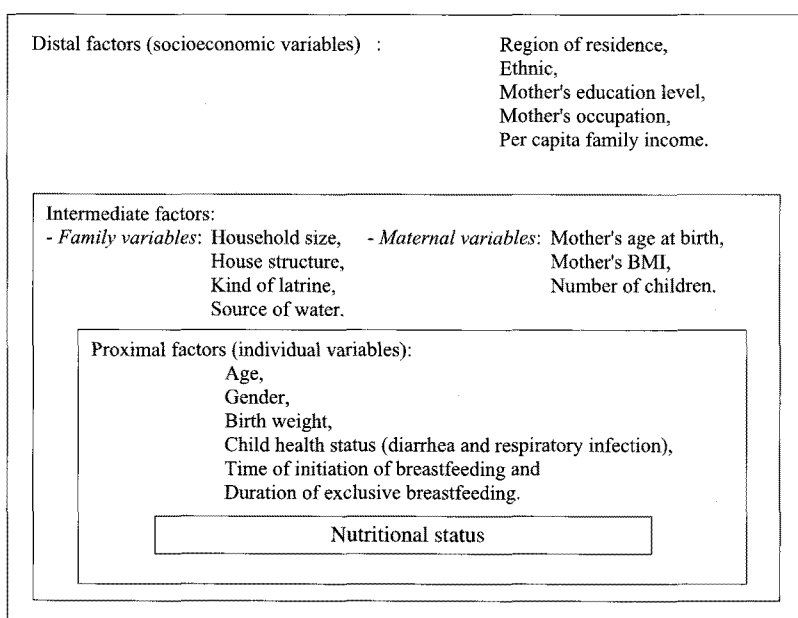 Distal factors (socioeconomic variables) : Region of residence,
Ethnic,
Mother's education level,
Mother's occupation,
Per capita family income.
Intermediate factors:
- Family variables: Household size, - Maternal variables: Mother's age at birth,
House structure, Mother's BMI,
Kind of latrine, Number of children.
Source of water.
Proximal factors (individual variables):
Age,
Gender,
Birth weight,
Child health status (diarrhea and respiratory infection),
Time of initiation of breastfeeding and
Duration of exclusive breastfeeding.
Nutritional status